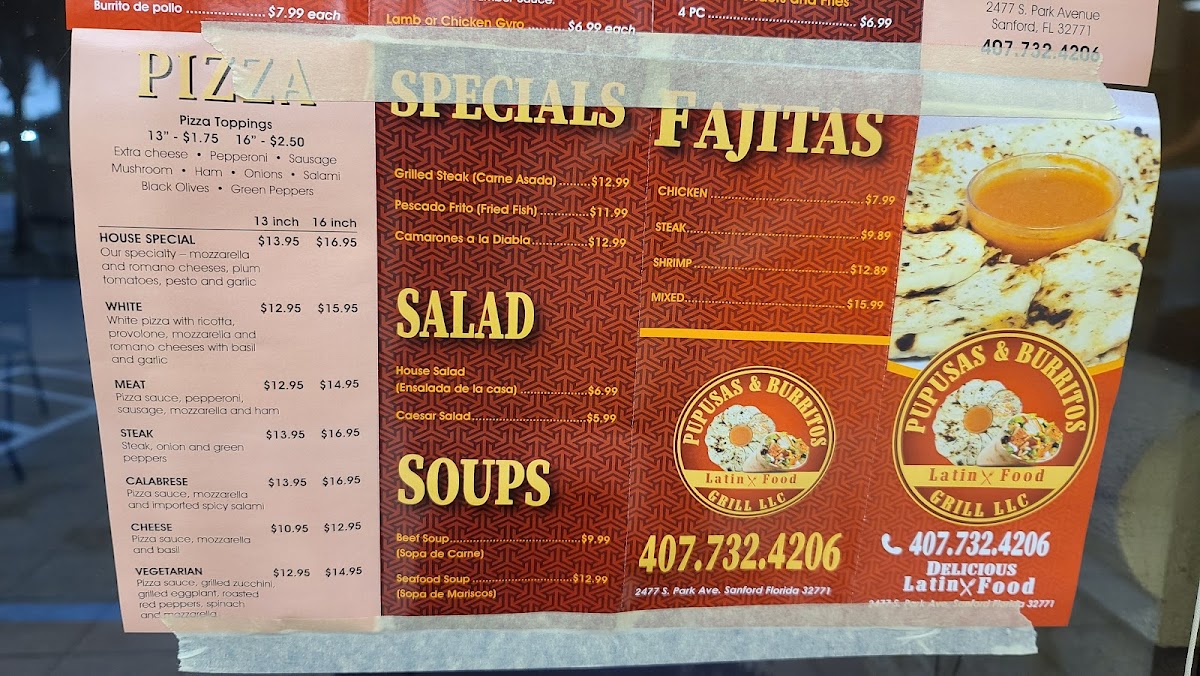 Burrito de pollo ........................... $7.99 each
Lamb or Chicken Gyro ............... $6.99 each
and Fries
4 PC ........................................ $6.99
2477 S. Park Avenue
Sanford, FL 32771
407.732.4206
PIZZA
Pizza Toppings
13" - $1.75 16" - $2.50
Extra cheese • Pepperoni • Sausage
Mushroom • Ham • Onions • Salami
Black Olives • Green Peppers
13 inch 16 inch
HOUSE SPECIAL $13.95 $16.95
Our specialty – mozzarella
and romano cheeses, plum
tomatoes, pesto and garlic
WHITE $12.95 $15.95
White pizza with ricotta,
provolone, mozzarella and
romano cheeses with basil
and garlic
MEAT $12.95 $14.95
Pizza sauce, pepperoni,
sausage, mozzarella and ham
STEAK $13.95 $16.95
Steak, onion and green
peppers
CALABRESE $13.95 $16.95
Pizza sauce, mozzarella
and imported spicy salami
CHEESE $10.95 $12.95
Pizza sauce, mozzarella
and basil
VEGETARIAN $12.95 $14.95
Pizza sauce, grilled zucchini,
grilled eggplant, roasted
red peppers, spinach
and mozzarella
SPECIALS
Grilled Steak (Carne Asada) ........$12.99
Pescado Frito (Fried Fish)..............$11.99
Camarones a la Diabla................$12.99
SALAD
House Salad
(Ensalada de la casa) .................$6.99
Caesar Salad.............................$5.99
SOUPS
Beef Soup................................$9.99
(Sopa de Carne)
Seafood Soup .........................$12.99
(Sopa de Mariscos)
FAJITAS
CHICKEN .....................................$7.99
STEAK..........................................$9.89
SHRIMP ......................................$12.89
MIXED.........................................$15.99
PUPUSAS & BURRITOS
Latin Food
GRILL LLC
407.732.4206
2477 S. Park Ave. Sanford Florida 32771
PUPUSAS & BURRITOS
Latin Food
GRILL LLC
407.732.4206
DELICIOUS
Latin Food
2477 S. Park Ave. Sanford Florida 32771